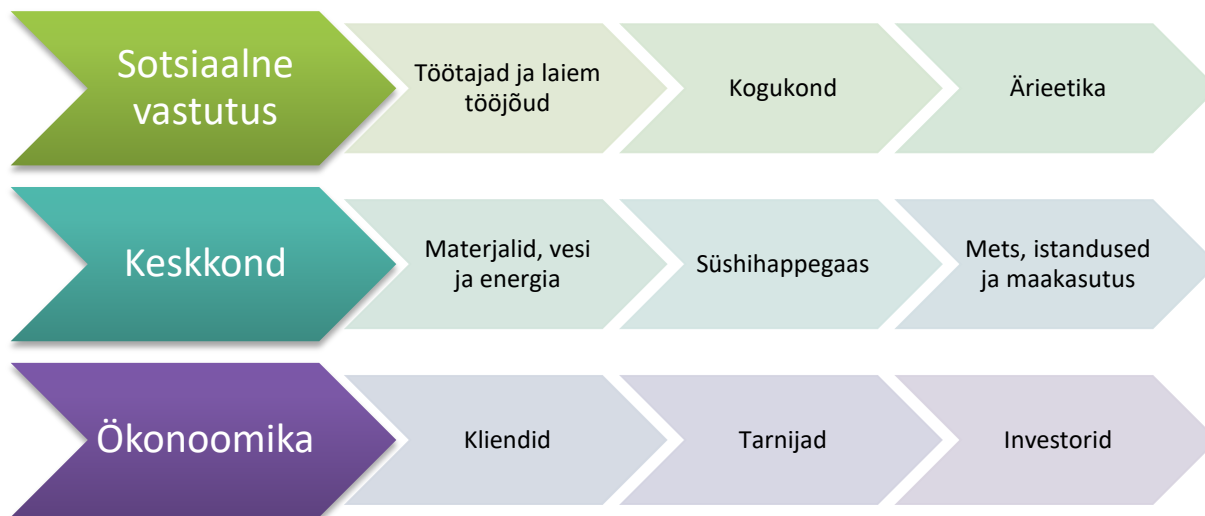 Sotsiaalne
vastutus
Töötajad ja laiem
tööjõud
Kogukond
Ärieetika
Keskkond
Materjalid, vesi
ja energia
Süshihappegaas
Mets, istandused
ja maakasutus
Ökonoomika
Kliendid
Tarnijad
Investorid